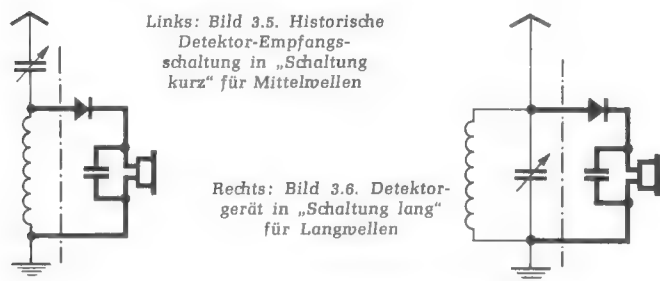 Links: Bild 3.5. Historische
Detektor-Empfangs-
schaltung in „Schaltung
kurz“ für Mittelwellen
Rechts: Bild 3.6. Detektor-
gerät in „Schaltung lang“
für Langwellen